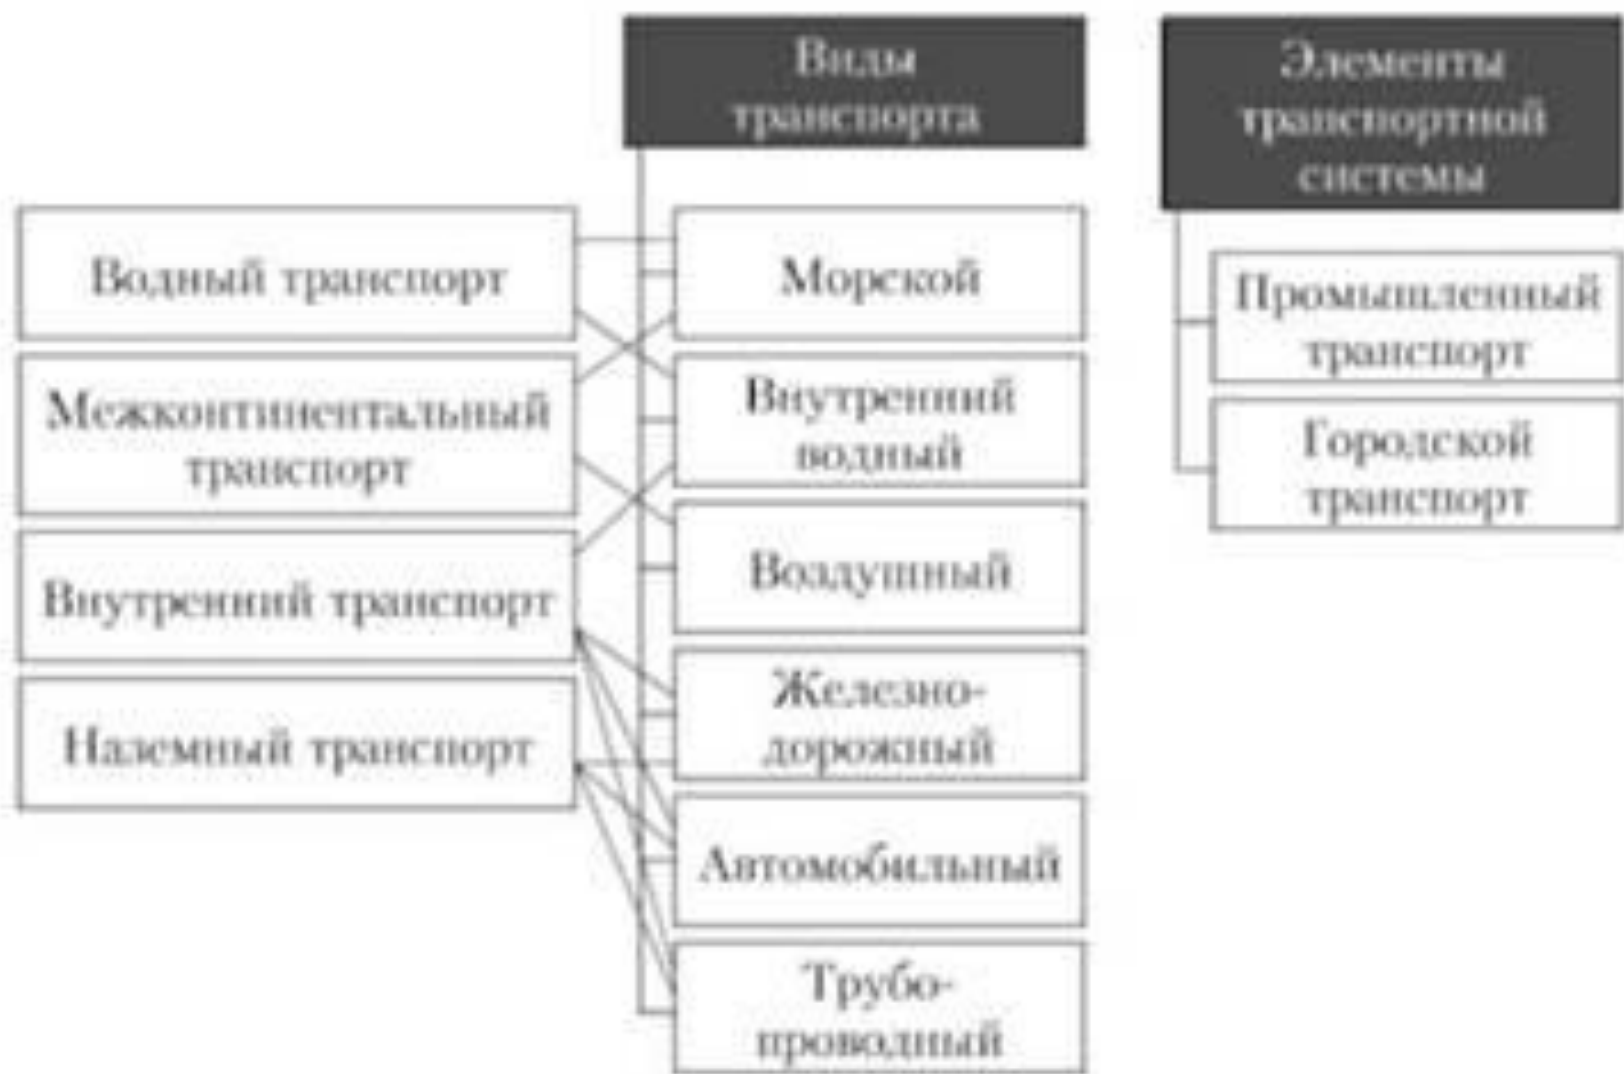 Виды
транспорта
Элементы
транспортной
системы
Водный транспорт
Межконтинентальный
транспорт
Внутренний транспорт
Наземный транспорт
Морской
Внутренний
водный
Воздушный
Железно-
дорожный
Автомобильный
Трубо-
проводный
Промышленный
транспорт
Городской
транспорт